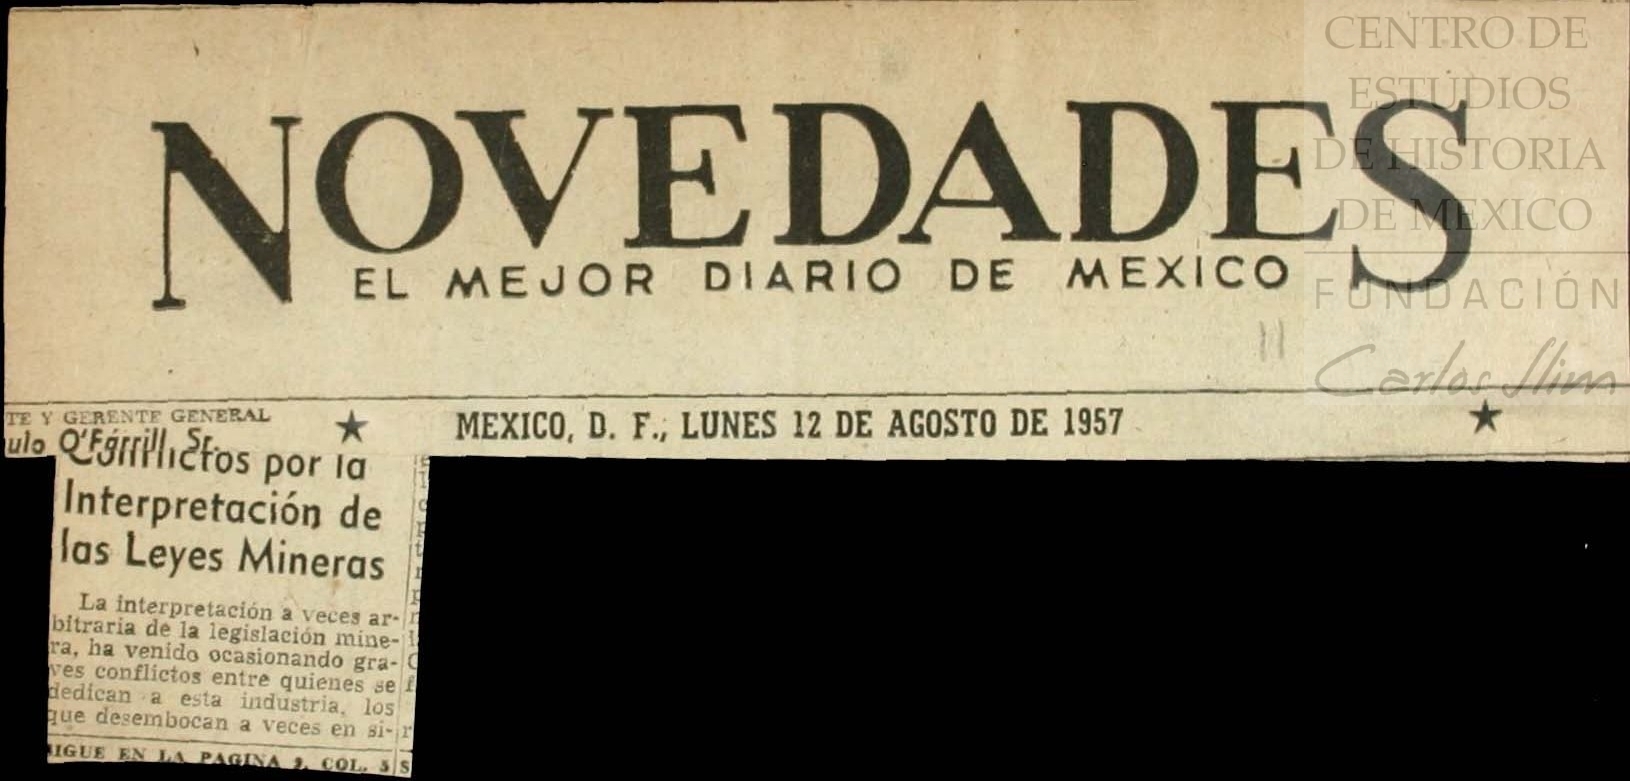 NOVEDADES
EL MEJOR DIARIO DE MEXICO
CENTRO DE
ESTUDIOS
DE HISTORIA
DE MEXICO
FUNDACIÓN
Carlos Slim
11
TE Y GERENTE GENERAL
ulo O'Farrill, Sr.
★ MEXICO, D. F., LUNES 12 DE AGOSTO DE 1957 ★
Conflictos por la
Interpretación de
las Leyes Mineras
La interpretación a veces ar-
bitraria de la legislación mine-
ra, ha venido ocasionando gra-
ves conflictos entre quienes se
dedican a esta industria, los
que desembocan a veces en si-
SIGUE EN LA PAGINA 9, COL. 5